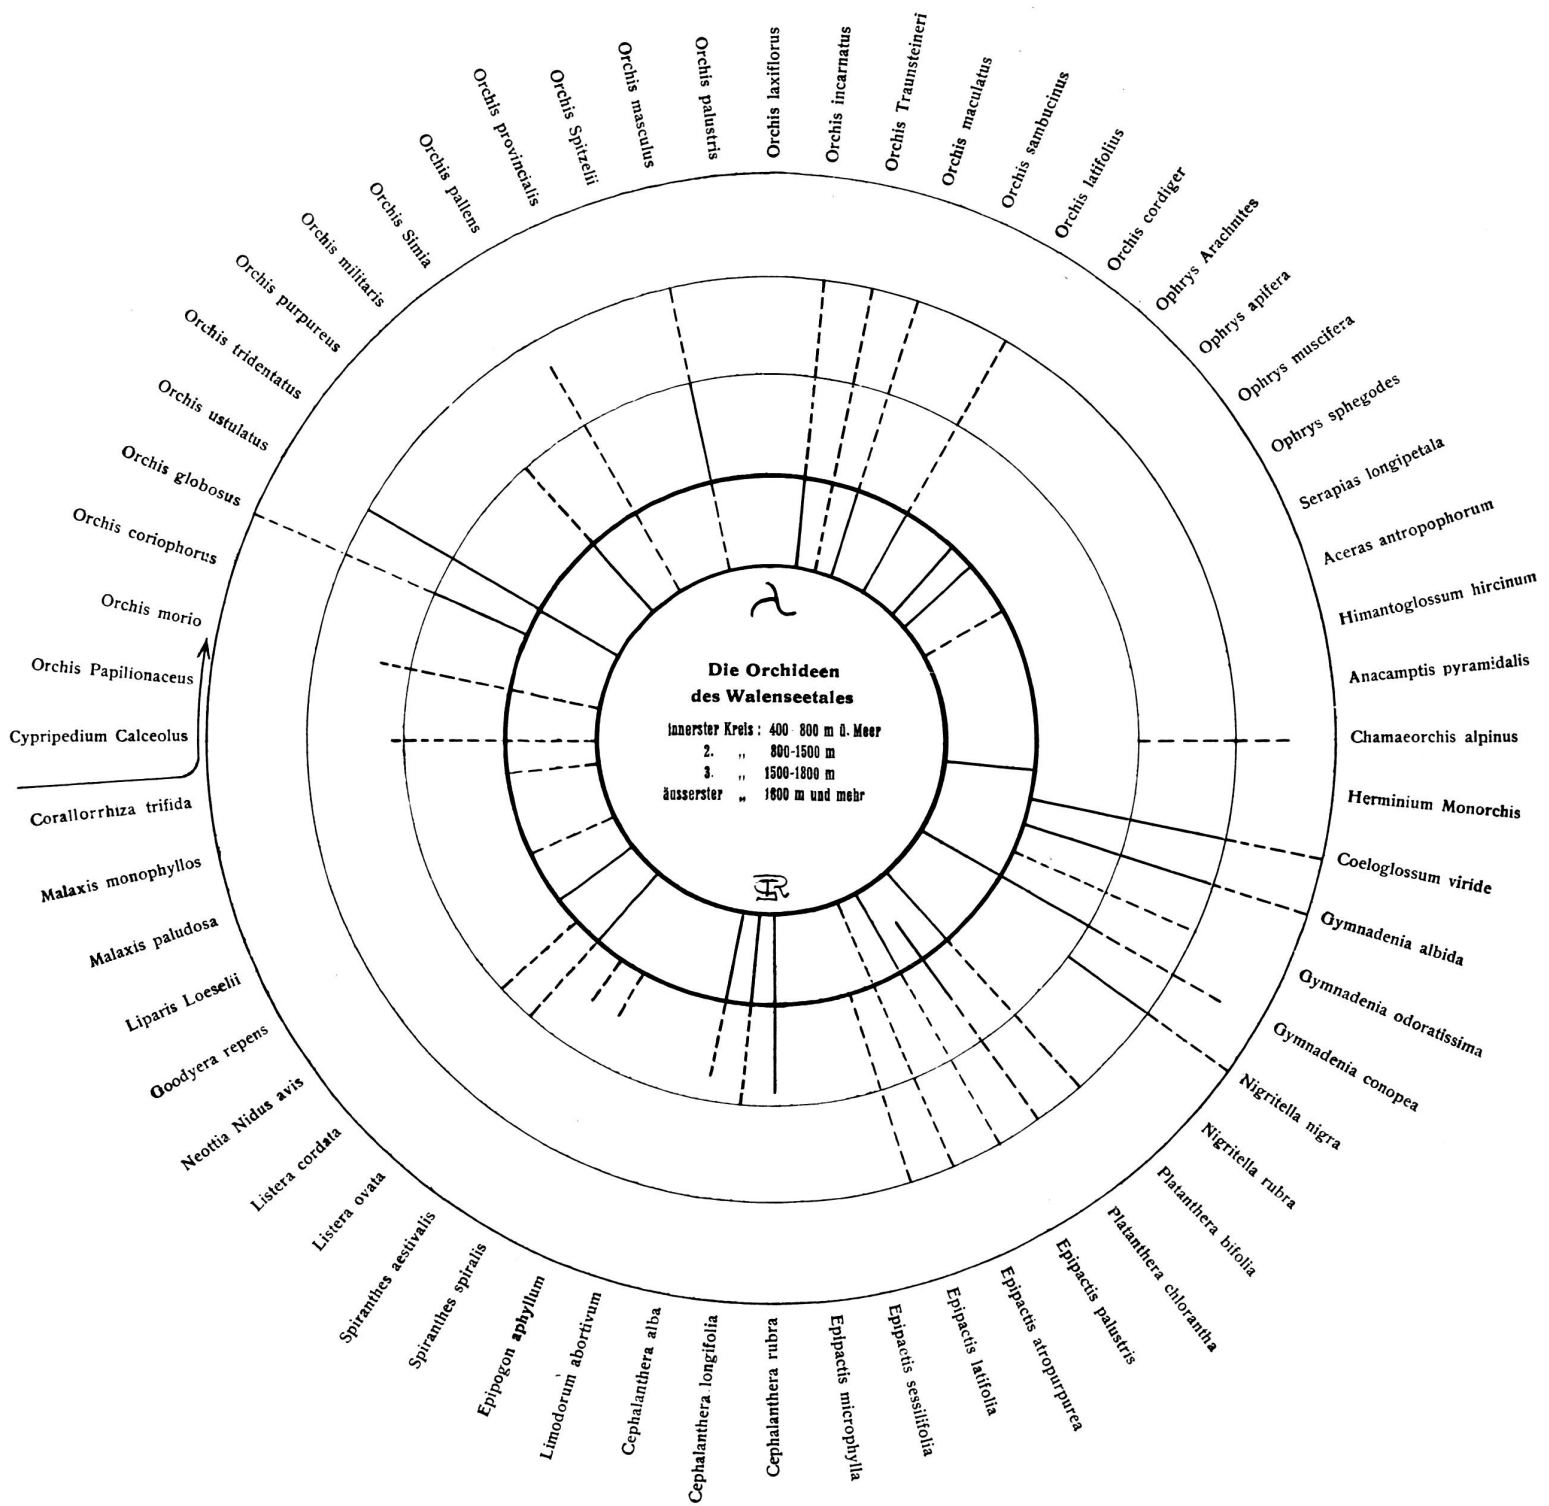 Cypripedium Calceolus
Orchis Papilionaceus
Orchis morio
Orchis coriophorus
Orchis globosus
Orchis ustulatus
Orchis tridentatus
Orchis purpureus
Orchis militaris
Orchis Simia
Orchis pallens
Orchis provincialis
Orchis Spitzelii
Orchis masculus
Orchis palustris
Orchis laxiflorus
Orchis incarnatus
Orchis Traunsteineri
Orchis maculatus
Orchis sambucinus
Orchis latifolius
Orchis cordiger
Ophrys Arachnites
Ophrys apifera
Ophrys muscifera
Ophrys sphegodes
Serapias longipetala
Aceras antropophorum
Himantoglossum hircinum
Anacamptis pyramidalis
Chamaeorchis alpinus
Herminium Monorchis
Coeloglossum viride
Gymnadenia albida
Gymnadenia odoratissima
Gymnadenia conopea
Nigritella nigra
Nigritella rubra
Platanthera bifolia
Platanthera chlorantha
Epipactis palustris
Epipactis atropurpurea
Epipactis latifolia
Epipactis sessilifolia
Epipactis microphylla
Cephalanthera rubra
Cephalanthera longifolia
Cephalanthera alba
Limodorum abortivum
Epipogon aphyllum
Spiranthes spiralis
Spiranthes aestivalis
Listera ovata
Listera cordata
Neottia Nidus avis
Goodyera repens
Liparis Loeselii
Malaxis paludosa
Malaxis monophyllos
Corallorrhiza trifida
Die Orchideen
des Walenseetales
innerster Kreis : 400 800 m ü. Meer
2. „ 800-1500 m
3. „ 1500-1800 m
äusserster „ 1800 m und mehr